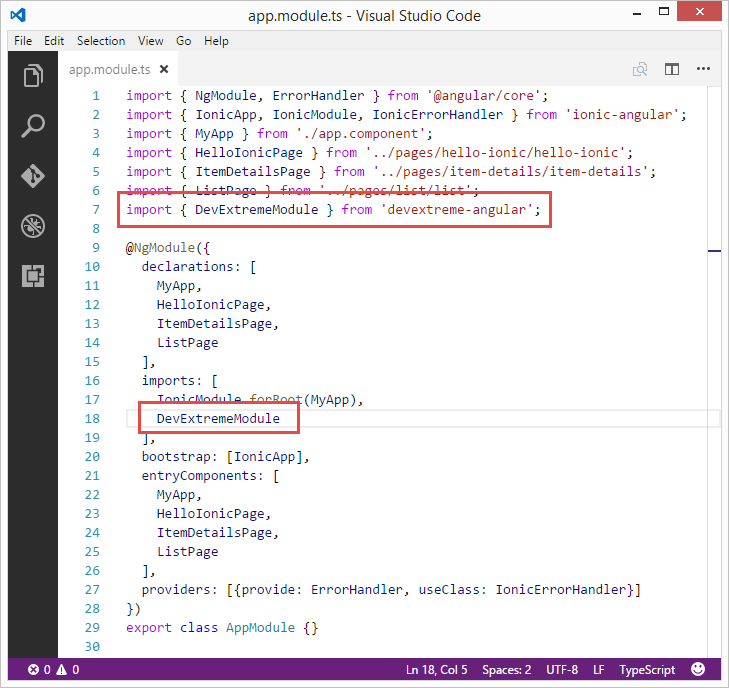 app.module.ts - Visual Studio Code
File Edit Selection View Go Help
app.module.ts
1 import { NgModule, ErrorHandler } from '@angular/core';
2 import { IonicApp, IonicModule, IonicErrorHandler } from 'ionic-angular';
3 import { MyApp } from './app.component';
4 import { HelloIonicPage } from '../pages/hello-ionic/hello-ionic';
5 import { ItemDetailsPage } from '../pages/item-details/item-details';
6 import { ListPage } from '../pages/list/list';
7 import { DevExtremeModule } from 'devextreme-angular';
8
9 @NgModule({
10   declarations: [
11     MyApp,
12     HelloIonicPage,
13     ItemDetailsPage,
14     ListPage
15   ],
16   imports: [
17     IonicModule.forRoot(MyApp),
18     DevExtremeModule
19   ],
20   bootstrap: [IonicApp],
21   entryComponents: [
22     MyApp,
23     HelloIonicPage,
24     ItemDetailsPage,
25     ListPage
26   ],
27   providers: [{provide: ErrorHandler, useClass: IonicErrorHandler}]
28 })
29 export class AppModule {}
30
0 0 Ln 18, Col 5 Spaces: 2 UTF-8 LF TypeScript